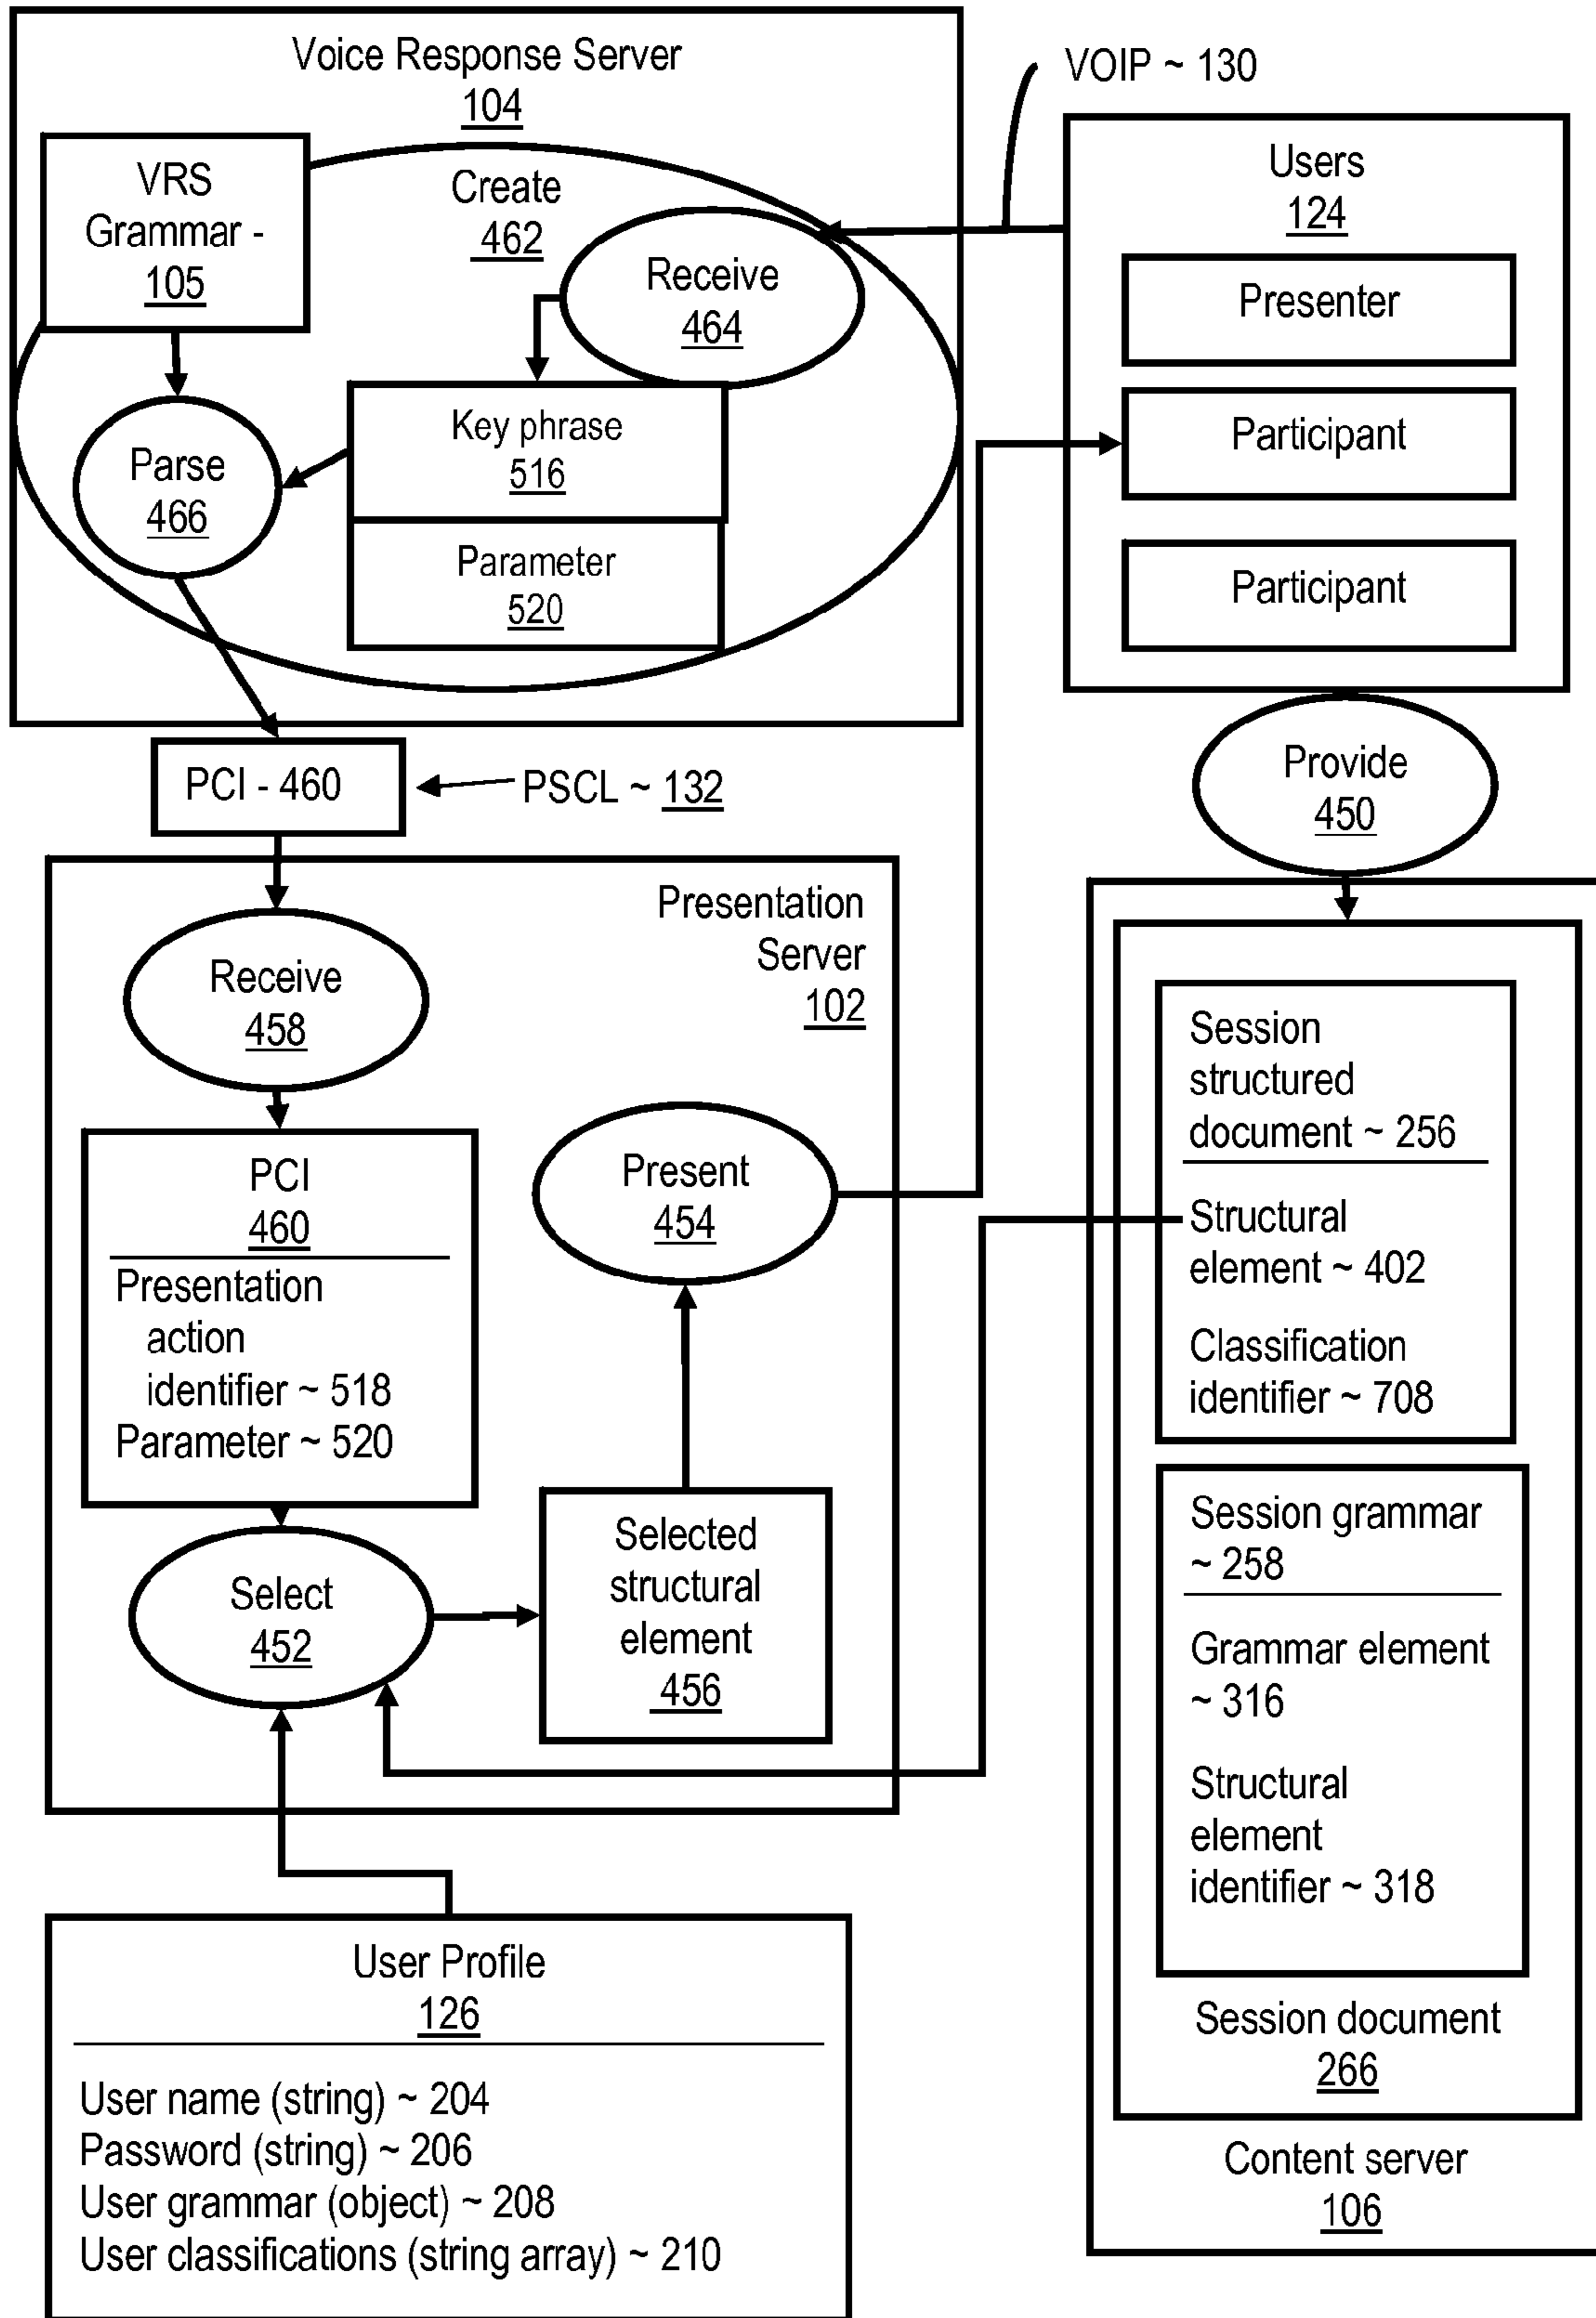 Voice Response Server
104
VRS
Grammar -
105
Create
462
Receive
464
Key phrase
516
Parameter
520
Parse
466
VOIP ~ 130
Users
124
Presenter
Participant
Participant
Provide
450
PCI - 460
PSCL ~ 132
Presentation
Server
102
Receive
458
PCI
460
Presentation
action
identifier ~ 518
Parameter ~ 520
Present
454
Select
452
Selected
structural
element
456
Session
structured
document ~ 256
Structural
element ~ 402
Classification
identifier ~ 708
Session grammar
~ 258
Grammar element
~ 316
Structural
element
identifier ~ 318
Session document
266
Content server
106
User Profile
126
User name (string) ~ 204
Password (string) ~ 206
User grammar (object) ~ 208
User classifications (string array) ~ 210